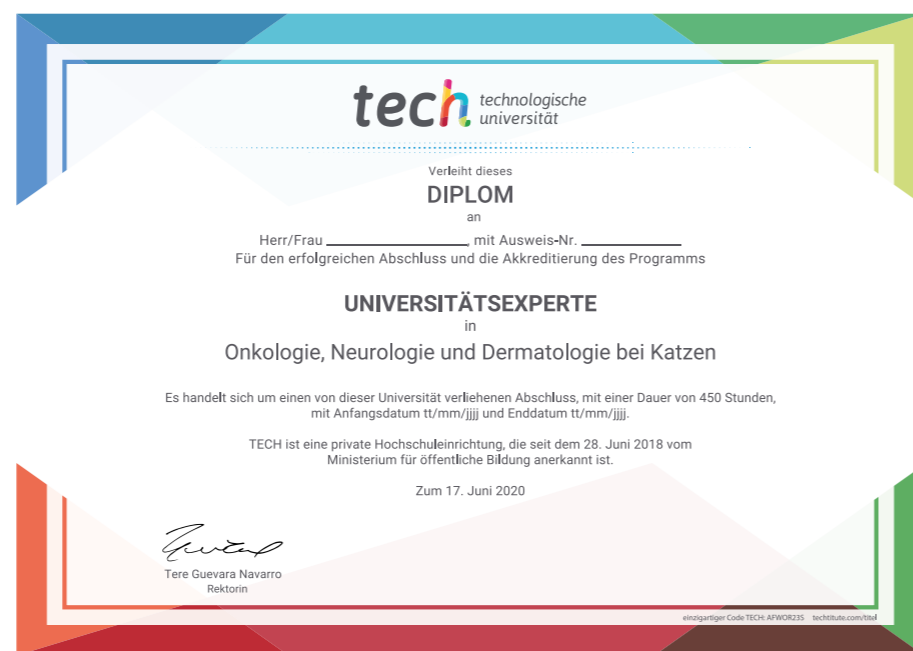 tech technologische
universität
Verleiht dieses
DIPLOM
an
Herr/Frau ____________________, mit Ausweis-Nr. ______________
Für den erfolgreichen Abschluss und die Akkreditierung des Programms
UNIVERSITÄTSEXPERTE
in
Onkologie, Neurologie und Dermatologie bei Katzen
Es handelt sich um einen von dieser Universität verliehenen Abschluss, mit einer Dauer von 450 Stunden,
mit Anfangsdatum tt/mm/jjjj und Enddatum tt/mm/jjjj.
TECH ist eine private Hochschuleinrichtung, die seit dem 28. Juni 2018 vom
Ministerium für öffentliche Bildung anerkannt ist.
Zum 17. Juni 2020
Tere Guevara Navarro
Rektorin
einzigartiger Code TECH: AFWOR23S techtitute.com/titel